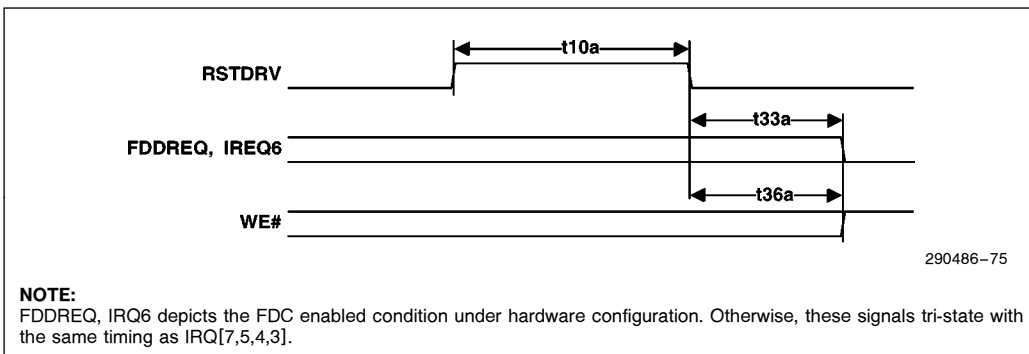 t10a
RSTDRV
t33a
FDDREQ, IREQ6
t36a
WE#
290486–75
NOTE:
FDDREQ, IRQ6 depicts the FDC enabled condition under hardware configuration. Otherwise, these signals tri-state with
the same timing as IRQ[7,5,4,3].